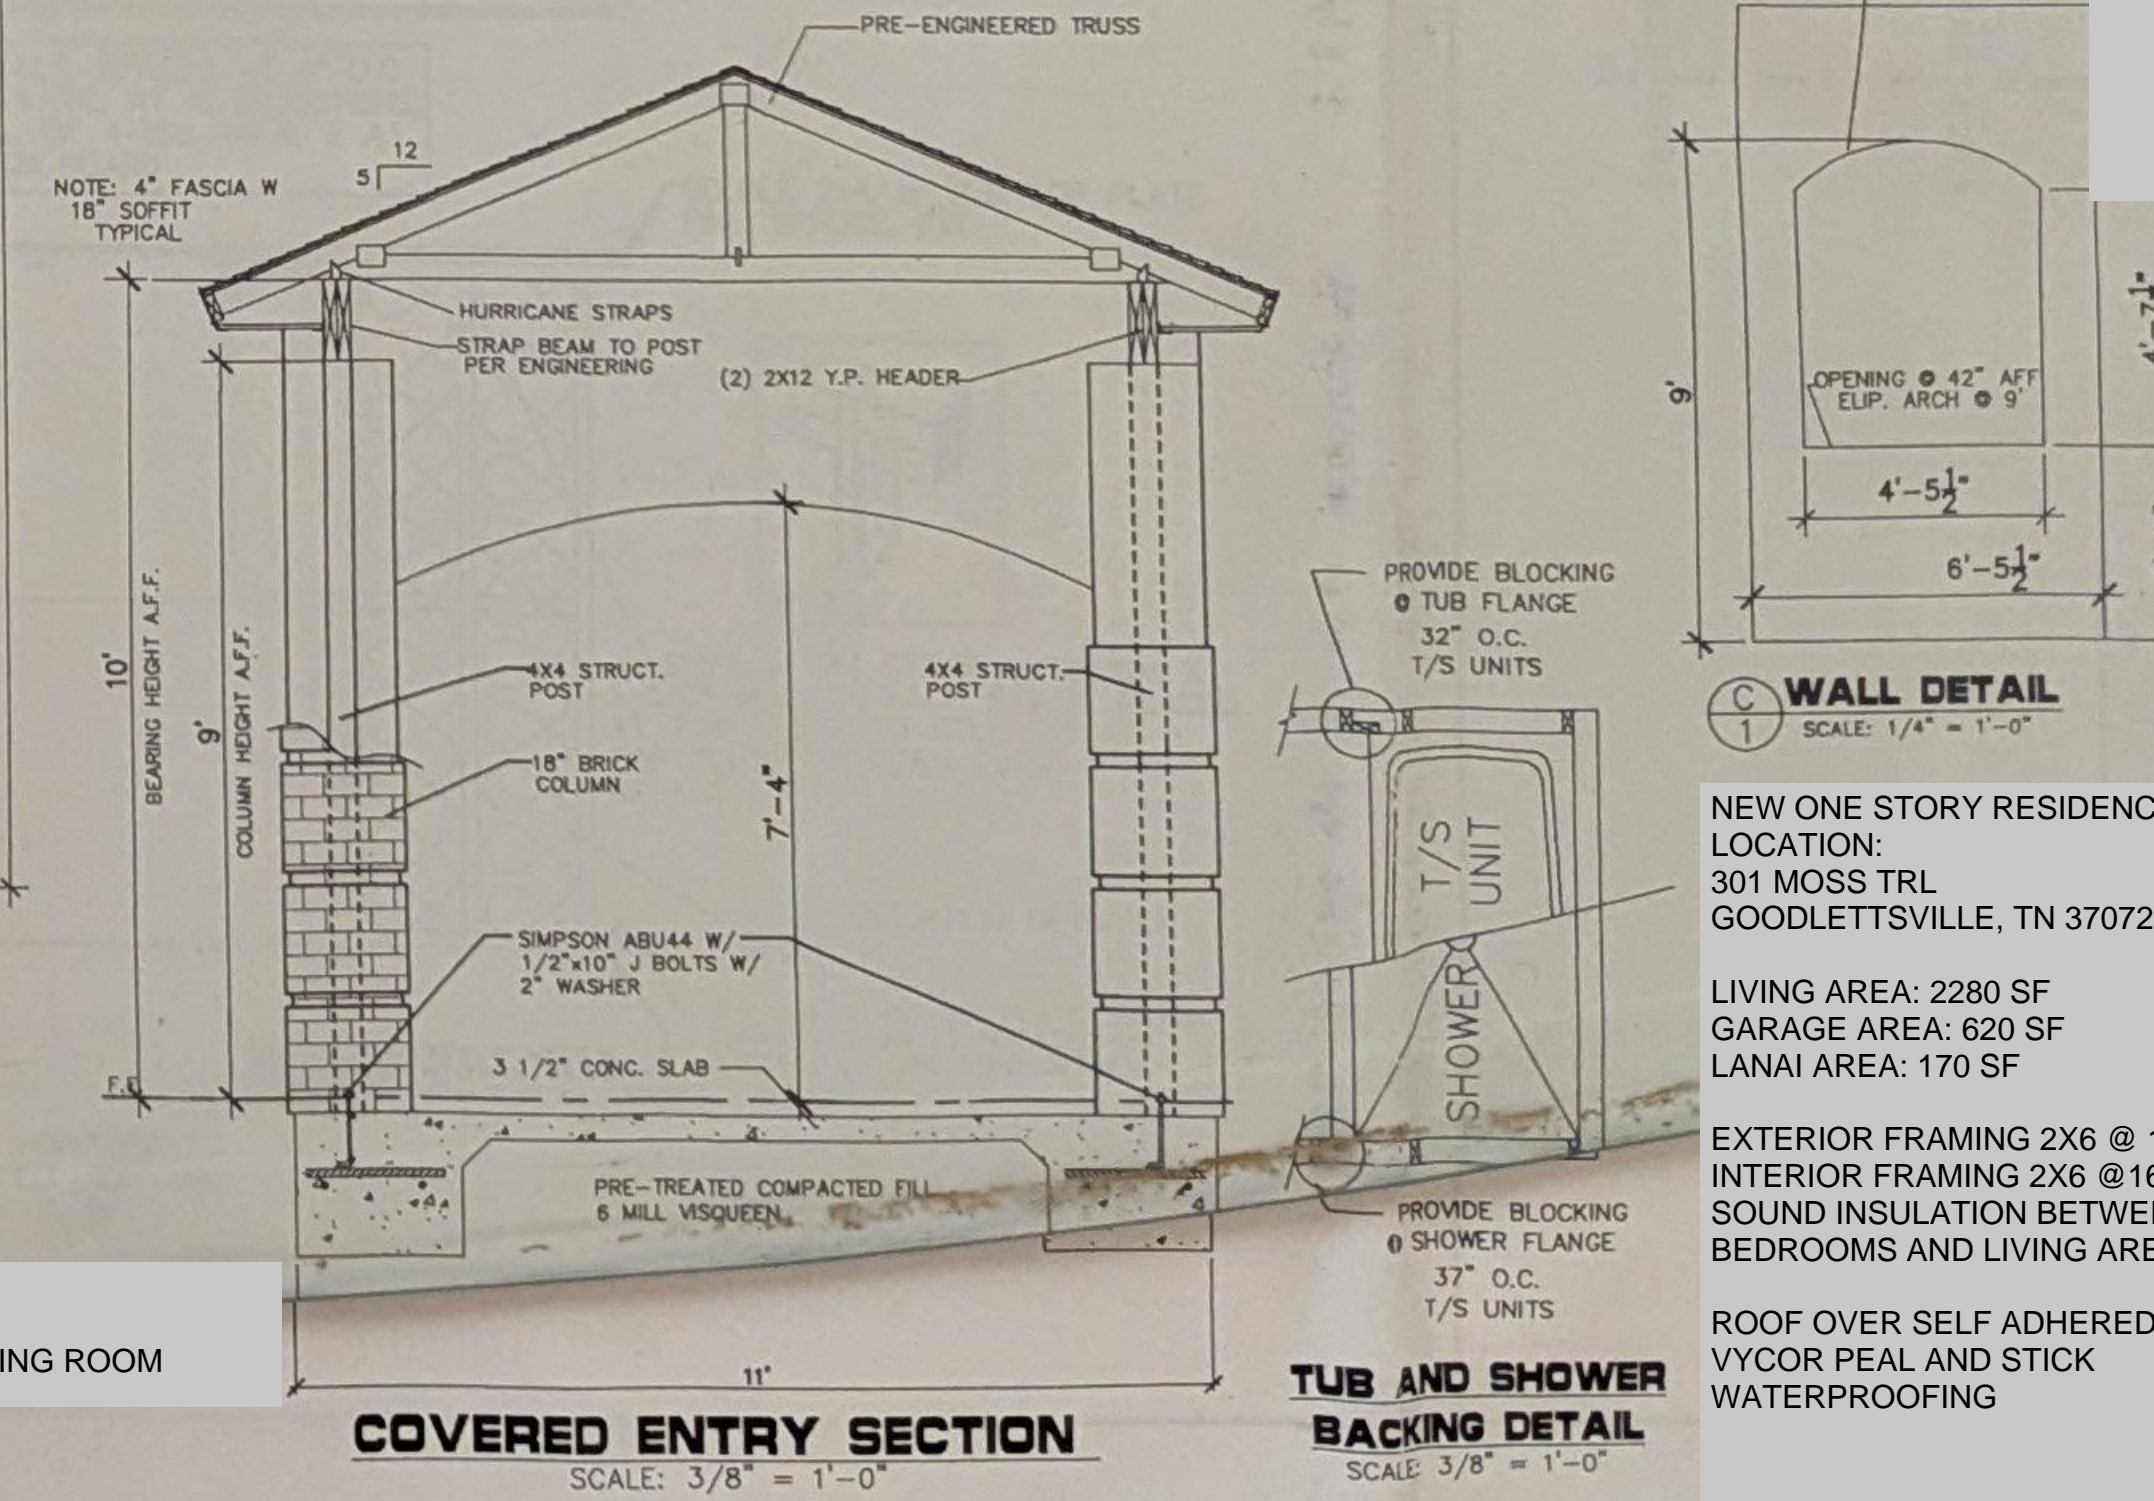 PRE-ENGINEERED TRUSS
12
5
NOTE: 4" FASCIA W
18" SOFFIT
TYPICAL
HURRICANE STRAPS
STRAP BEAM TO POST
PER ENGINEERING
(2) 2X12 Y.P. HEADER
10'
BEARING HEIGHT A.F.F.
9'
COLUMN HEIGHT A.F.F.
4X4 STRUCT.
POST
4X4 STRUCT.
POST
18" BRICK
COLUMN
7'-4"
SIMPSON ABU44 W/
1/2"x10" J BOLTS W/
2" WASHER
3 1/2" CONC. SLAB
F.F.
PRE-TREATED COMPACTED FILL
6 MILL VISQUEEN
11'
COVERED ENTRY SECTION
SCALE: 3/8" = 1'-0"
ING ROOM
PROVIDE BLOCKING
@ TUB FLANGE
32" O.C.
T/S UNITS
T/S
UNIT
SHOWER
PROVIDE BLOCKING
@ SHOWER FLANGE
37" O.C.
T/S UNITS
TUB AND SHOWER
BACKING DETAIL
SCALE: 3/8" = 1'-0"
9'
OPENING @ 42" AFF
ELIP. ARCH @ 9'
4'-5 1/2"
6'-5 1/2"
4'-7 1/2"
C
1
WALL DETAIL
SCALE: 1/4" = 1'-0"
NEW ONE STORY RESIDENC
LOCATION:
301 MOSS TRL
GOODLETTSVILLE, TN 37072
LIVING AREA: 2280 SF
GARAGE AREA: 620 SF
LANAI AREA: 170 SF
EXTERIOR FRAMING 2X6 @ 1
INTERIOR FRAMING 2X6 @16
SOUND INSULATION BETWEE
BEDROOMS AND LIVING ARE
ROOF OVER SELF ADHERED
VYCOR PEAL AND STICK
WATERPROOFING